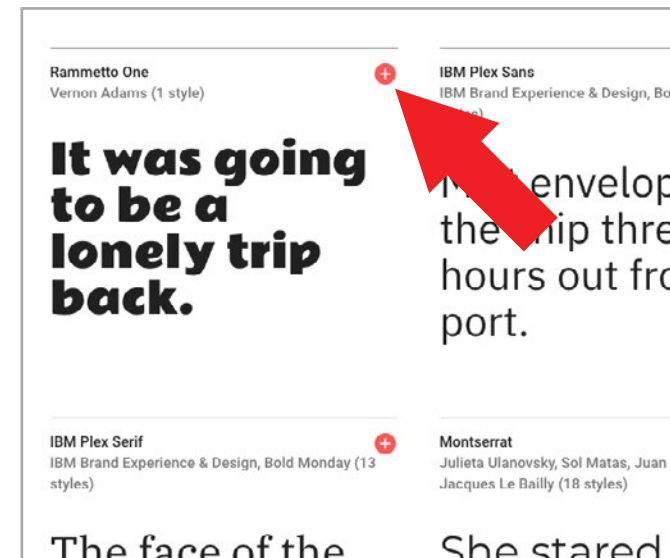 Rammetto One
Vernon Adams (1 style)
It was going
to be a
lonely trip
back.
IBM Plex Sans
IBM Brand Experience & Design, Bo
envelop
the ship thre
hours out fro
port.
IBM Plex Serif
IBM Brand Experience & Design, Bold Monday (13
styles)
The face of the
Montserrat
Julieta Ulanovsky, Sol Matas, Juan
Jacques Le Bailly (18 styles)
She stared